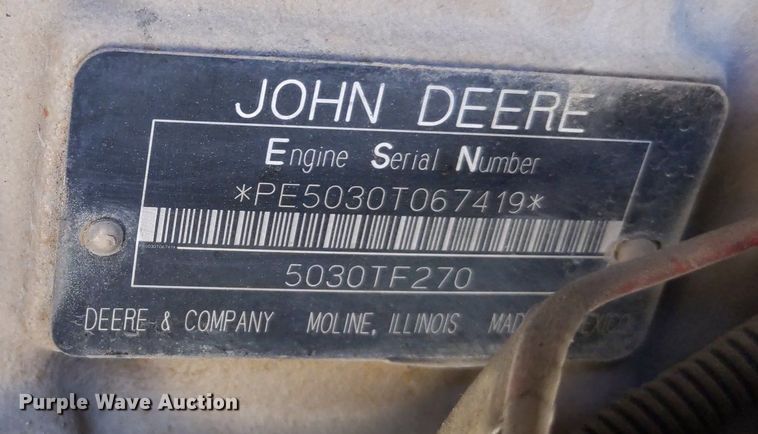 JOHN DEERE
Engine Serial Number
*PE5030T067419*
5030TF270
DEERE & COMPANY MOLINE, ILLINOIS
Purple Wave Auction